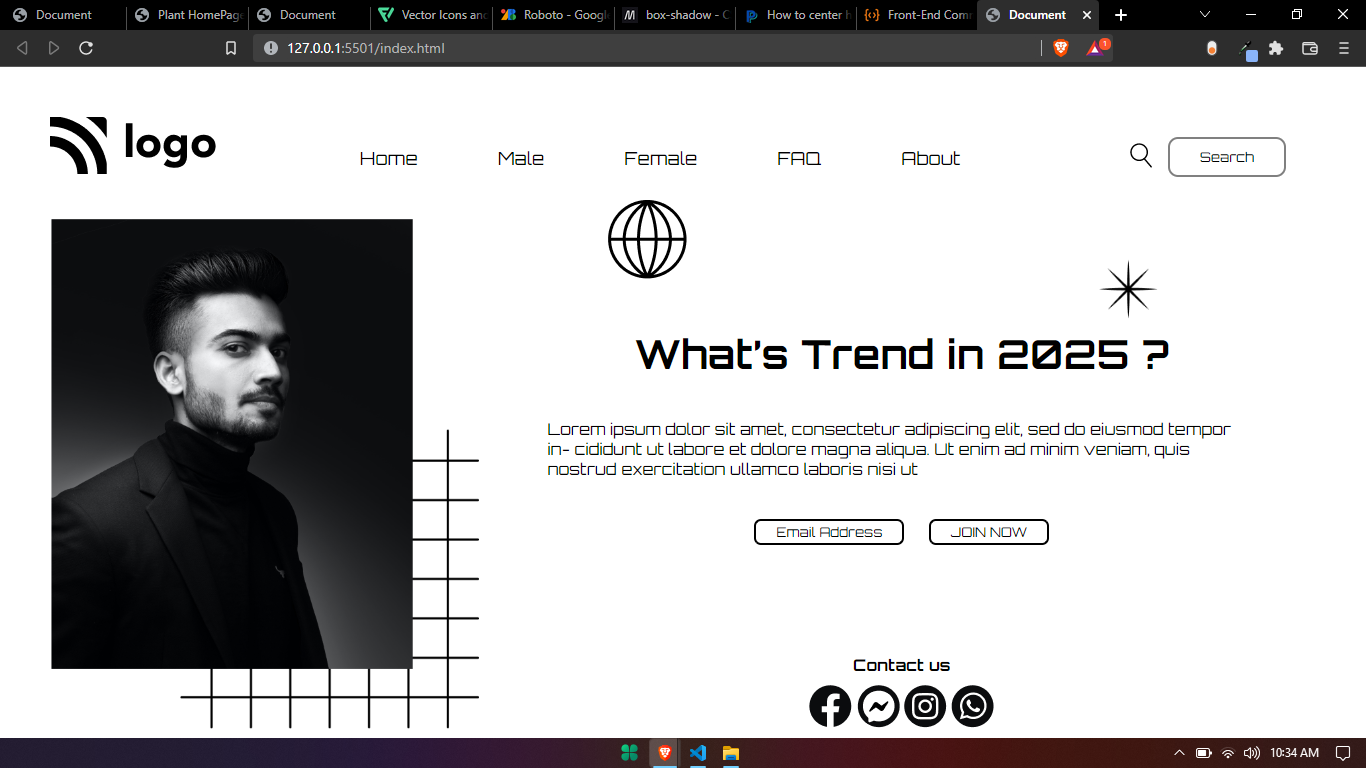 Document
Plant HomePage
Document
Vector Icons and
Roboto - Google
box-shadow - C
How to center h
Front-End Comm
Document
127.0.0.1:5501/index.html
1
logo
Home
Male
Female
FAQ
About
Search
What's Trend in 2025 ?
Lorem ipsum dolor sit amet, consectetur adipiscing elit, sed do eiusmod tempor
in- cididunt ut labore et dolore magna aliqua. Ut enim ad minim veniam, quis
nostrud exercitation ullamco laboris nisi ut
Email Address
JOIN NOW
Contact us
10:34 AM